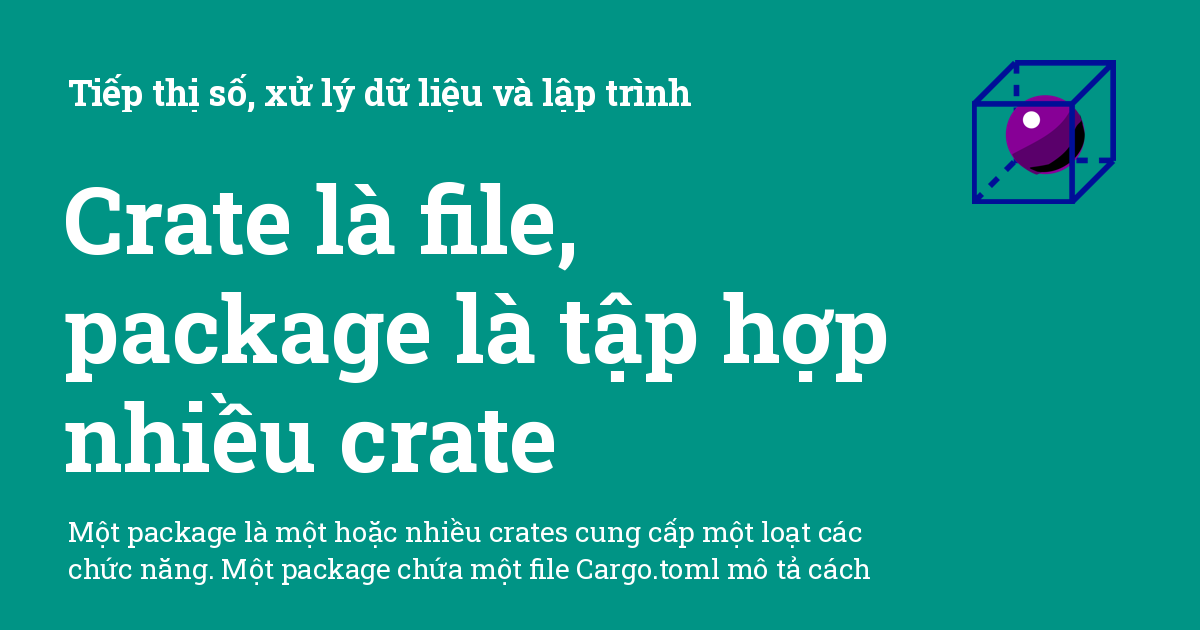 Tiếp thị số, xử lý dữ liệu và lập trình
Crate là file,
package là tập hợp
nhiều crate
Một package là một hoặc nhiều crates cung cấp một loạt các
chức năng. Một package chứa một file Cargo.toml mô tả cách